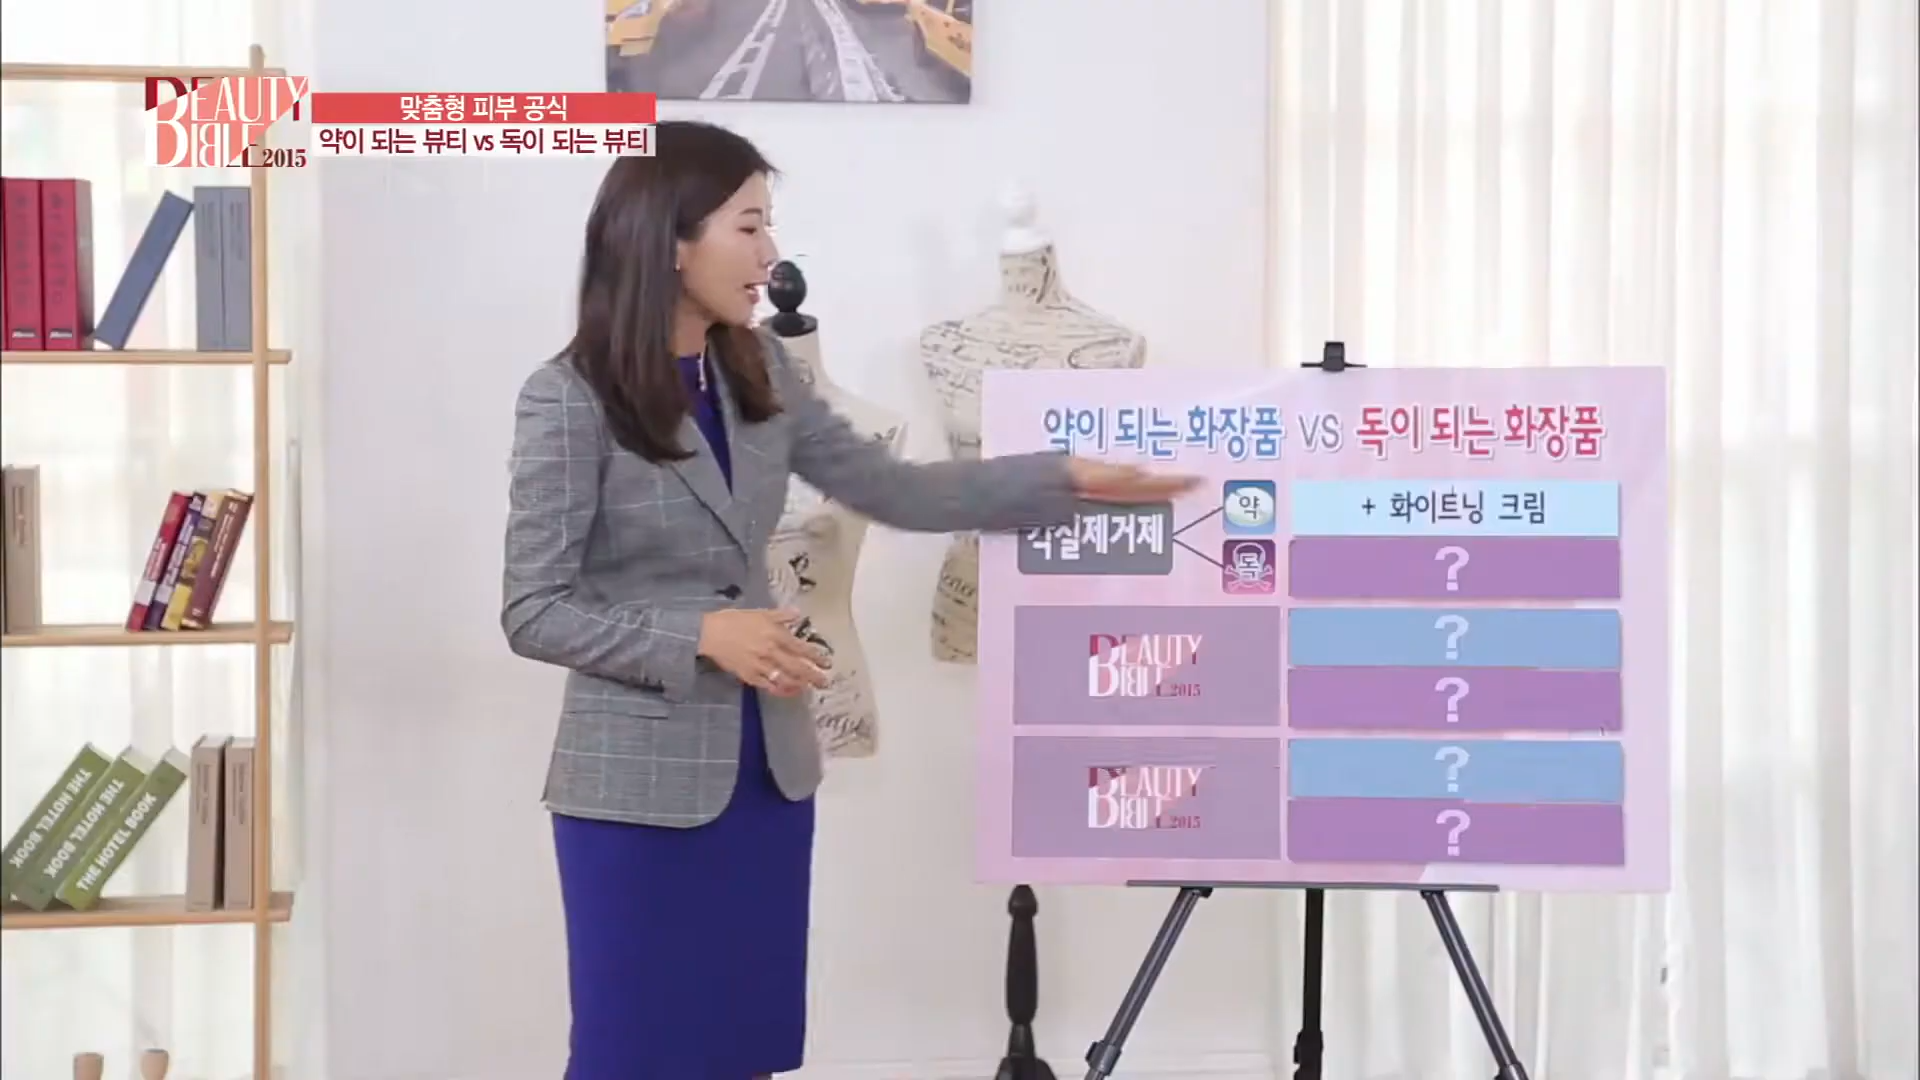 BEAUTY
BIBLE 2015
맞춤형 피부 공식
약이 되는 뷰티 vs 독이 되는 뷰티
약이 되는 화장품 VS 독이 되는 화장품
약
+ 화이트닝 크림
각질제거제
독
?
BEAUTY
BIBLE 2015
?
?
BEAUTY
BIBLE 2015
?
?
THE HOTEL BOOK
THE HOTEL BOOK
THE HOTEL BOOK